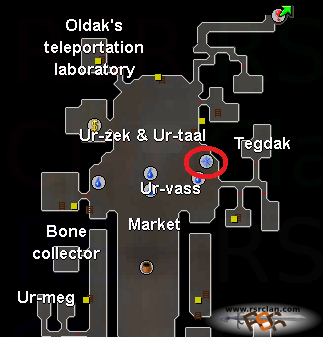 Oldak's
teleportation
laboratory
Ur-zek & Ur-taal
Tegdak
Ur-vass
Market
Bone
collector
Ur-meg
www.rsrclan.com